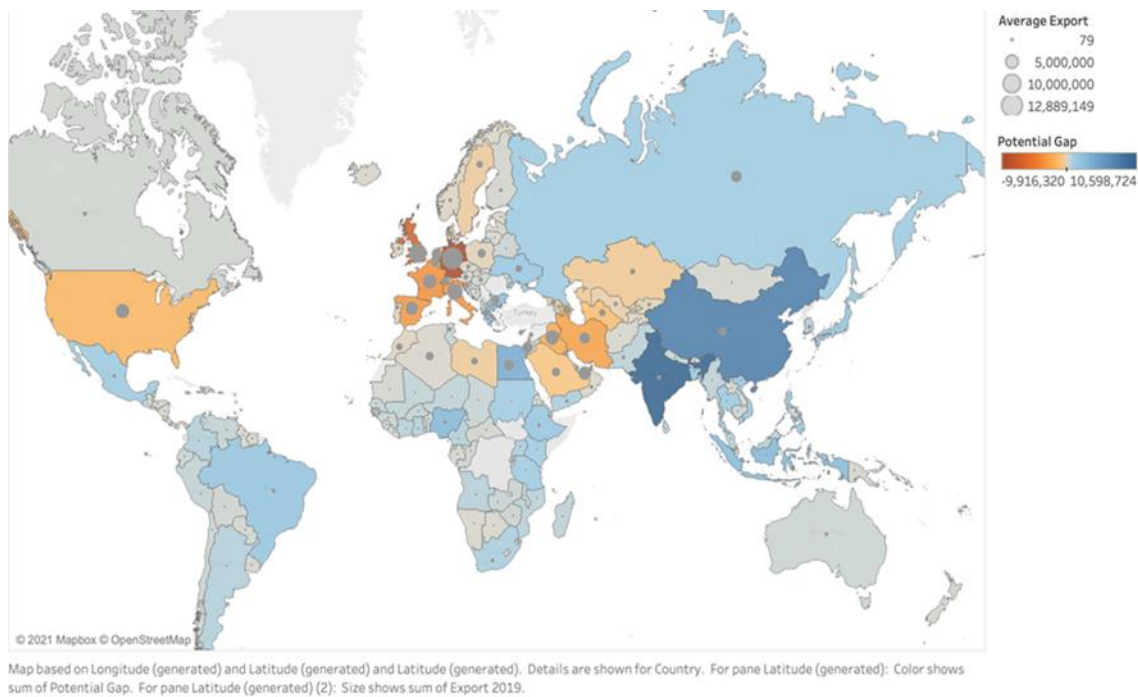 Average Export
79
5,000,000
10,000,000
12,889,149
Potential Gap
-9,916,320 10,598,724
Turkey
© 2021 Mapbox © OpenStreetMap
Map based on Longitude (generated) and Latitude (generated) and Latitude (generated). Details are shown for Country. For pane Latitude (generated): Color shows
sum of Potential Gap. For pane Latitude (generated) (2): Size shows sum of Export 2019.